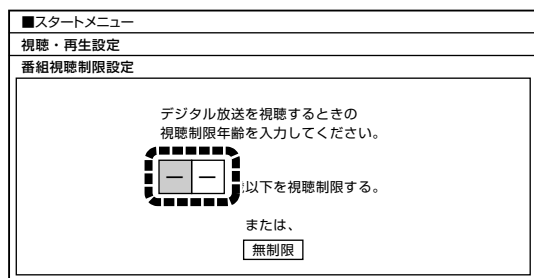 ■スタートメニュー
視聴・再生設定
番組視聴制限設定
デジタル放送を視聴するときの
視聴制限年齢を入力してください。
－ － 以下を視聴制限する。
または、
無制限